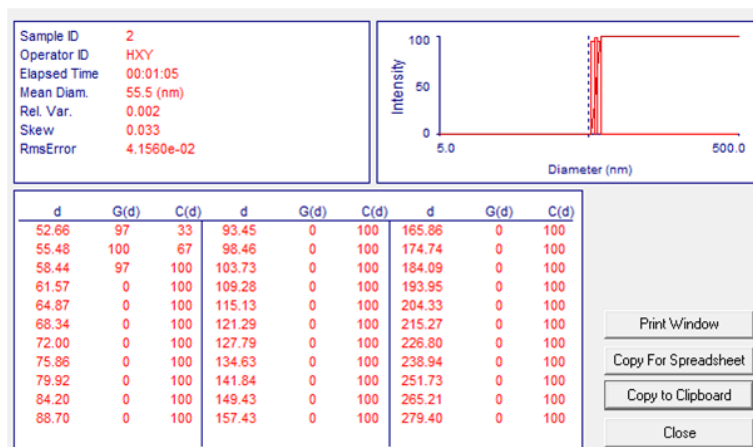 Sample ID 2
Operator ID HXY
Elapsed Time 00:01:05
Mean Diam. 55.5 (nm)
Rel. Var. 0.002
Skew 0.033
RmsError 4.1560e-02
100
50
0
Intensity
5.0 500.0
Diameter (nm)
d G(d) C(d) d G(d) C(d) d G(d) C(d)
52.66 97 33 93.45 0 100 165.86 0 100
55.48 100 67 98.46 0 100 174.74 0 100
58.44 97 100 103.73 0 100 184.09 0 100
61.57 0 100 109.28 0 100 193.95 0 100
64.87 0 100 115.13 0 100 204.33 0 100
68.34 0 100 121.29 0 100 215.27 0 100
72.00 0 100 127.79 0 100 226.80 0 100
75.86 0 100 134.63 0 100 238.94 0 100
79.92 0 100 141.84 0 100 251.73 0 100
84.20 0 100 149.43 0 100 265.21 0 100
88.70 0 100 157.43 0 100 279.40 0 100
Print Window
Copy For Spreadsheet
Copy to Clipboard
Close